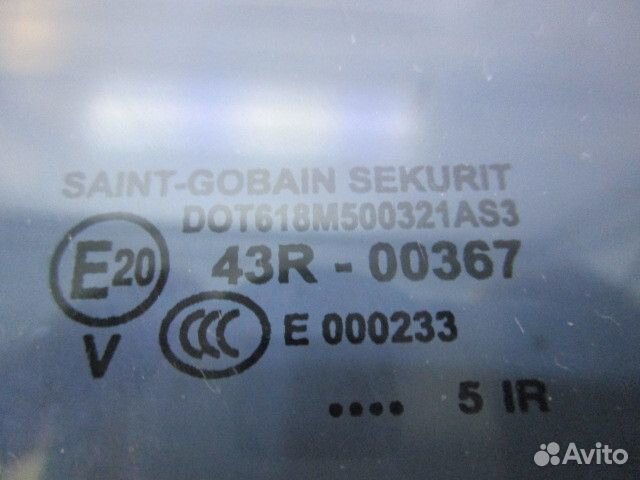 SAINT-GOBAIN SEKURIT
DOT618M500321AS3
E20 43R - 00367
V CCC E 000233
.... 5 IR
Avito